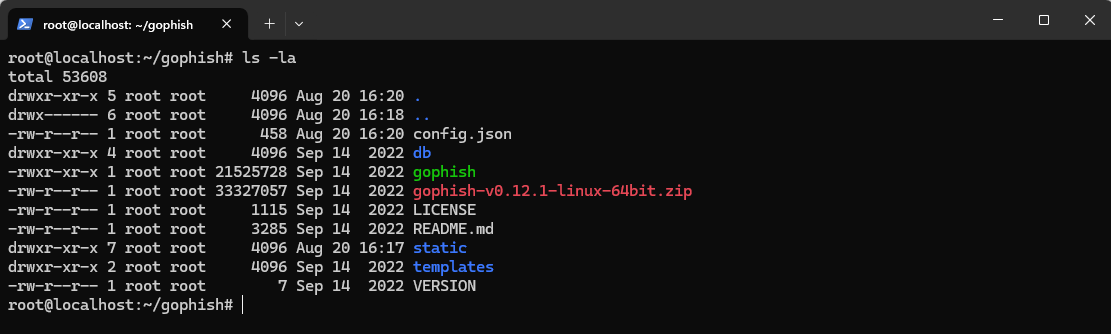 root@localhost: ~/gophish
root@localhost:~/gophish# ls -la
total 53608
drwxr-xr-x 5 root root     4096 Aug 20 16:20 .
drwx------ 6 root root     4096 Aug 20 16:18 ..
-rw-r--r-- 1 root root      458 Aug 20 16:20 config.json
drwxr-xr-x 4 root root     4096 Sep 14  2022 db
-rwxr-xr-x 1 root root 21525728 Sep 14  2022 gophish
-rw-r--r-- 1 root root 33327057 Sep 14  2022 gophish-v0.12.1-linux-64bit.zip
-rw-r--r-- 1 root root     1115 Sep 14  2022 LICENSE
-rw-r--r-- 1 root root     3285 Sep 14  2022 README.md
drwxr-xr-x 7 root root     4096 Aug 20 16:17 static
drwxr-xr-x 2 root root     4096 Sep 14  2022 templates
-rw-r--r-- 1 root root        7 Sep 14  2022 VERSION
root@localhost:~/gophish#